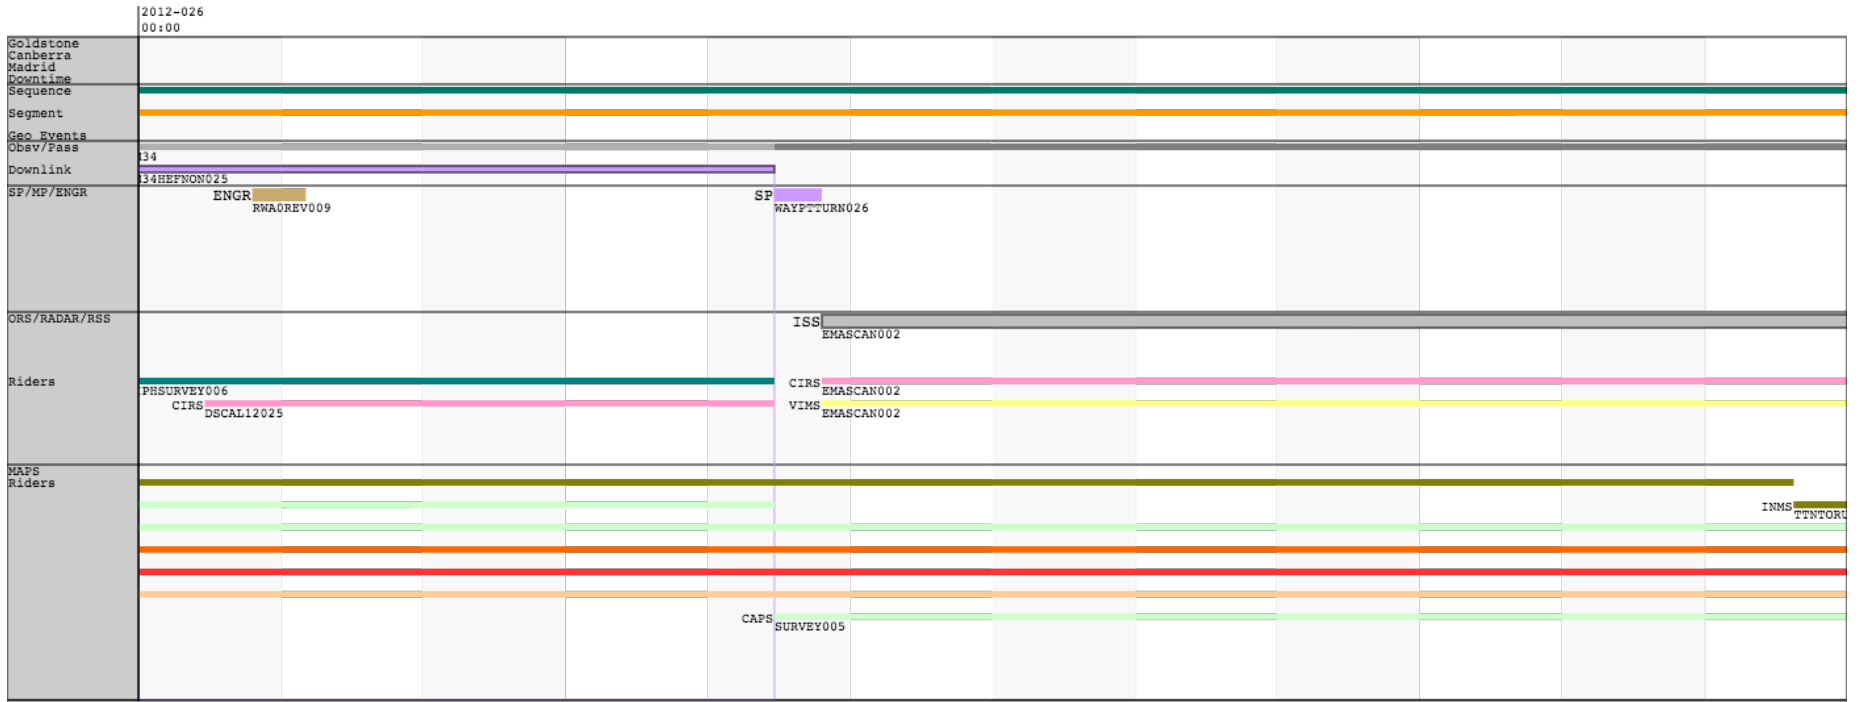 2012-026
00:00
Goldstone
Canberra
Madrid
Downtime
Sequence
Segment
Geo Events
Obsv/Pass
I34
Downlink
I34HEFNON025
SP/MP/ENGR
ENGR
RWA0REV009
SP
WAYPTTURN026
ORS/RADAR/RSS
ISS
EMASCAN002
Riders
IPHSURVEY006
CIRS
EMASCAN002
CIRS
DSCAL12025
VIMS
EMASCAN002
MAPS
Riders
INMS
TTNTORU
CAPS
SURVEY005